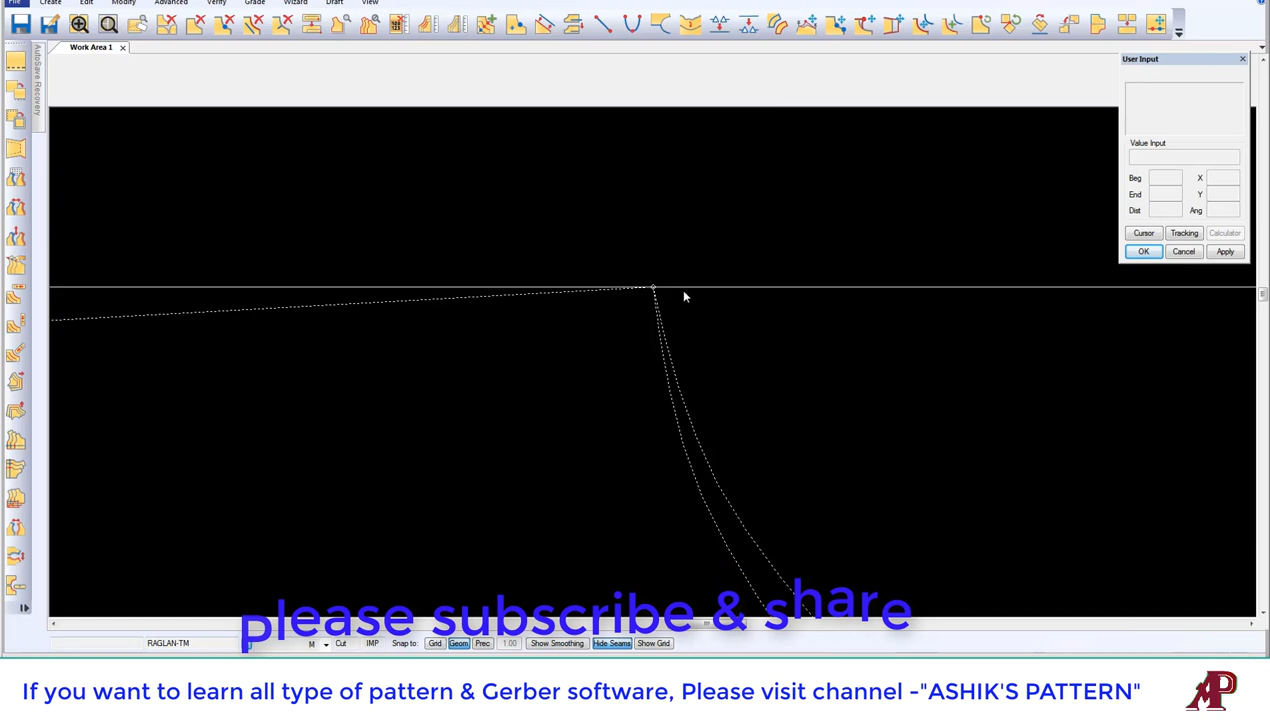 File Create Edit Modify Advanced Verify Grade Wizard Draft View
Work Area 1
AutoSave Recovery
User Input
Value Input
Beg X
End Y
Dist Ang
Cursor Tracking Calculator
OK Cancel Apply
please subscribe & share
RAGLAN-TM M Cut IMP Snap to: Grid Geom Prec 1.00 Show Smoothing Hide Seams Show Grid
If you want to learn all type of pattern & Gerber software, Please visit channel -"ASHIK'S PATTERN"
AP